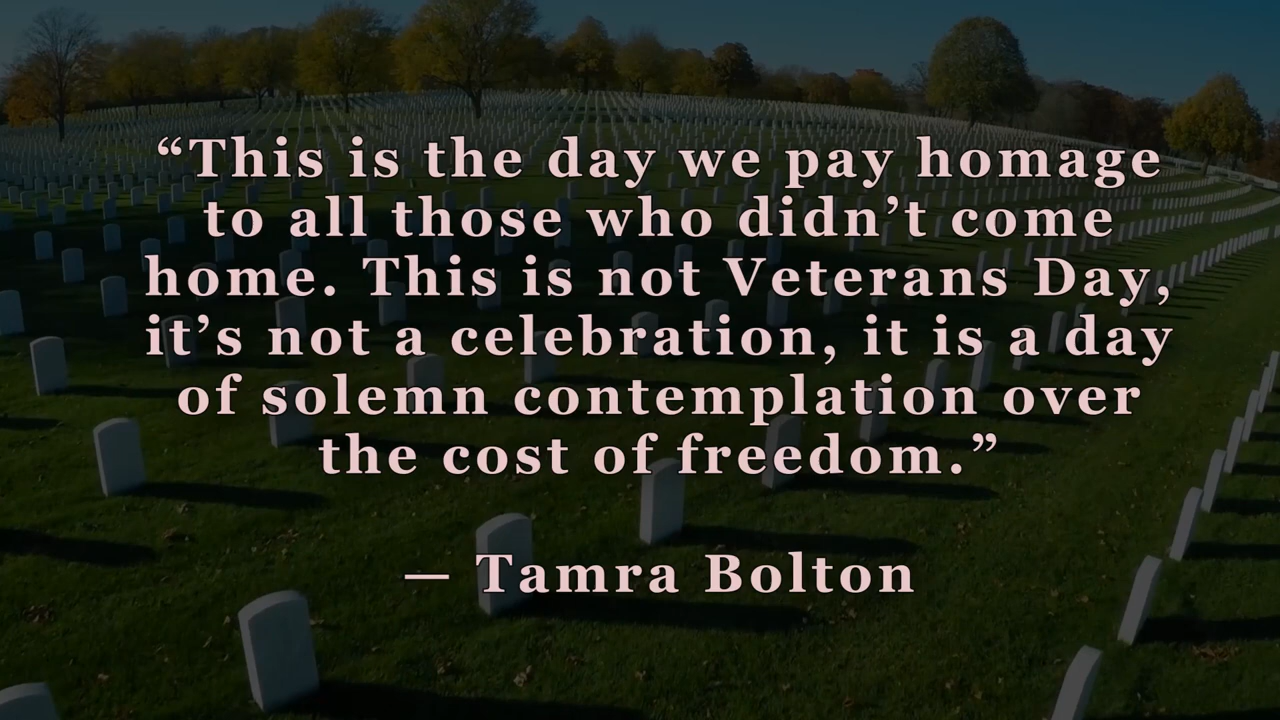 “This is the day we pay homage
to all those who didn’t come
home. This is not Veterans Day,
it’s not a celebration, it is a day
of solemn contemplation over
the cost of freedom.”
— Tamra Bolton